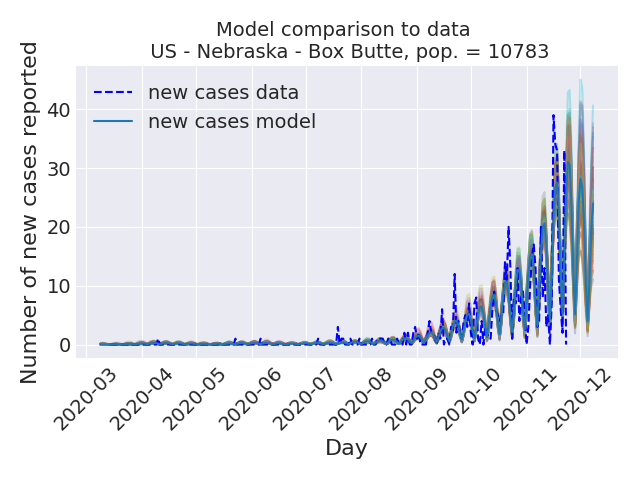 Model comparison to data
US - Nebraska - Box Butte, pop. = 10783
new cases data
new cases model
Number of new cases reported
40
30
20
10
0
2020-03
2020-04
2020-05
2020-06
2020-07
2020-08
2020-09
2020-10
2020-11
2020-12
Day